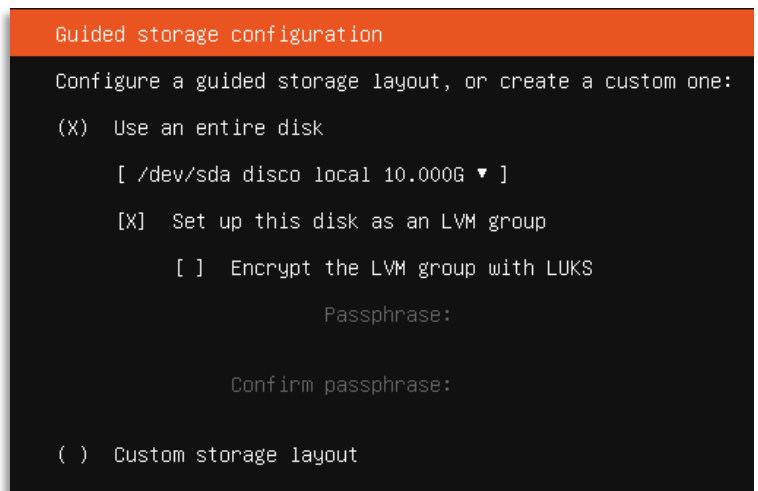 Guided storage configuration
Configure a guided storage layout, or create a custom one:
(X) Use an entire disk
[ /dev/sda disco local 10.000G ▾ ]
[X] Set up this disk as an LVM group
[ ] Encrypt the LVM group with LUKS
Passphrase:
Confirm passphrase:
( ) Custom storage layout